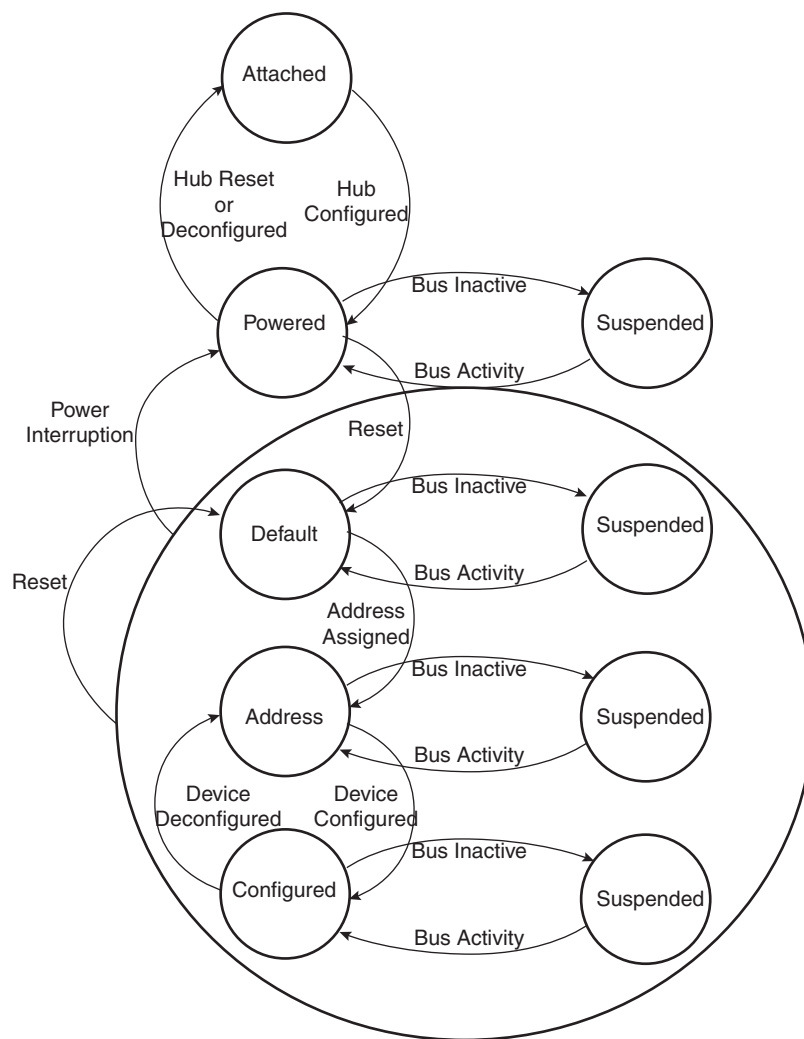 Attached
Hub Reset
or
Deconfigured
Hub
Configured
Bus Inactive
Powered
Suspended
Bus Activity
Power
Interruption
Reset
Bus Inactive
Default
Suspended
Bus Activity
Reset
Address
Assigned
Bus Inactive
Address
Suspended
Bus Activity
Device
Deconfigured
Device
Configured
Bus Inactive
Configured
Suspended
Bus Activity